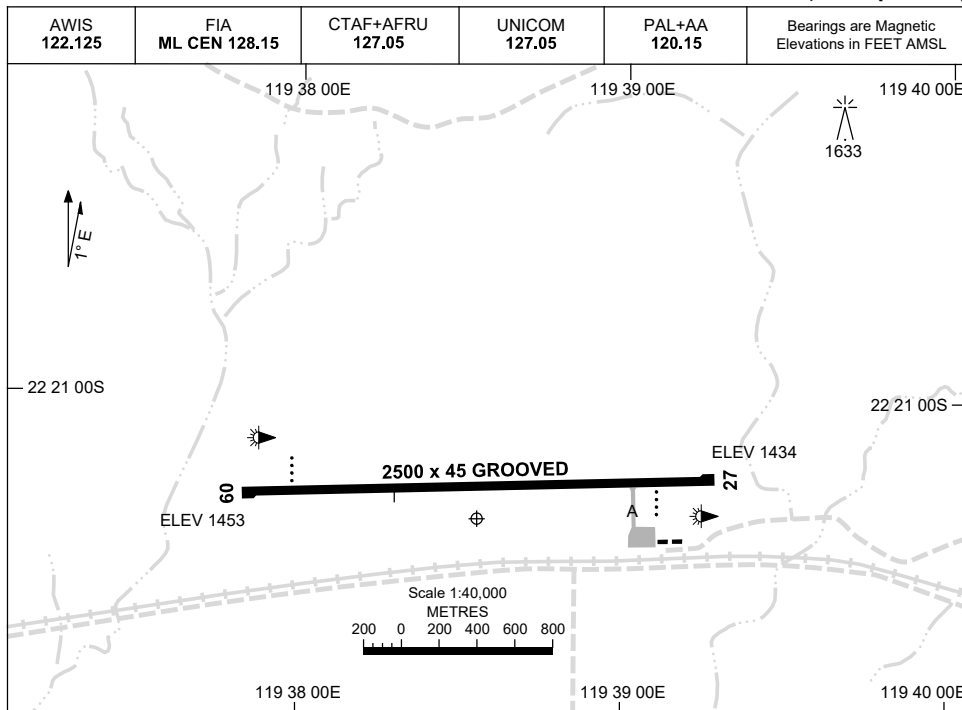 AWIS
122.125
FIA
ML CEN 128.15
CTAF+AFRU
127.05
UNICOM
127.05
PAL+AA
120.15
Bearings are Magnetic
Elevations in FEET AMSL
119 38 00E
119 39 00E
119 40 00E
1633
1° E
22 21 00S
22 21 00S
ELEV 1434
2500 x 45 GROOVED
09
27
ELEV 1453
A
Scale 1:40,000
METRES
200 0 200 400 600 800
119 38 00E
119 39 00E
119 40 00E